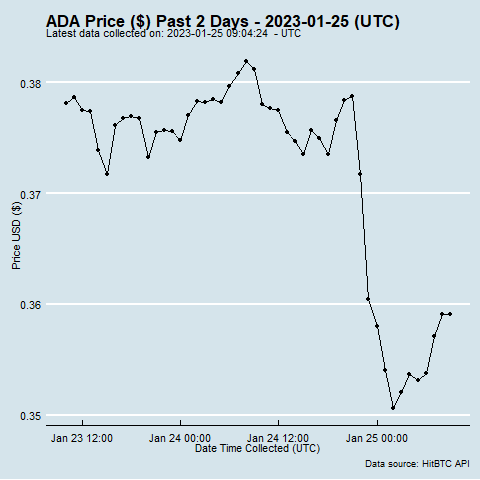 ADA Price ($) Past 2 Days - 2023-01-25 (UTC)
Latest data collected on: 2023-01-25 09:04:24 - UTC
0.38
0.37
0.36
0.35
Price USD ($)
Jan 23 12:00 Jan 24 00:00 Jan 24 12:00 Jan 25 00:00
Date Time Collected (UTC)
Data source: HitBTC API